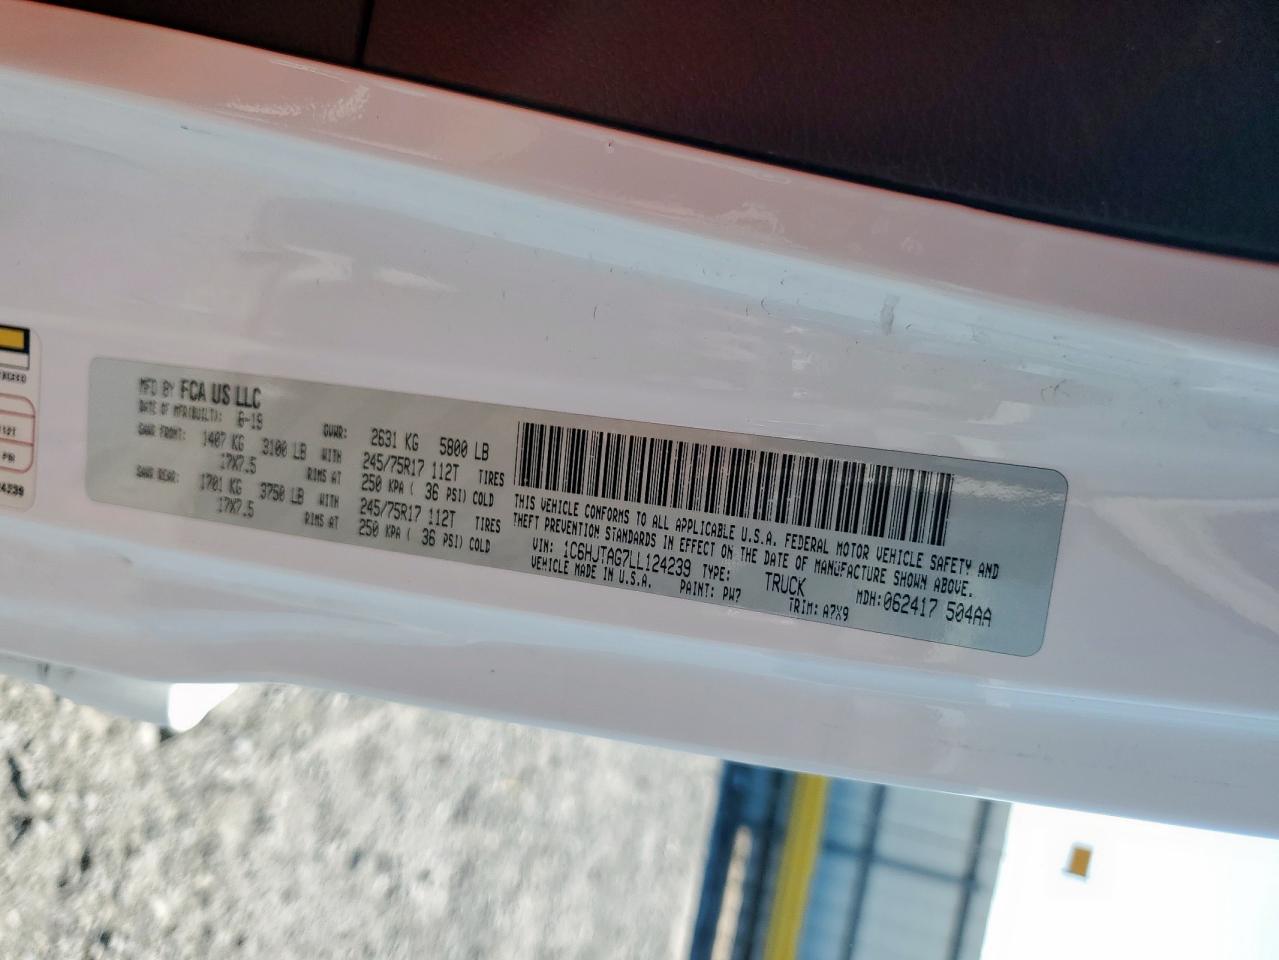 MFD BY FCA US LLC
DATE OF MFR(BUILT): 6-19
GVWR: 2631 KG 5800 LB
GAWR FRONT: 1407 KG 3100 LB WITH 245/75R17 112T TIRES
17X7.5 RIMS AT 250 KPA ( 36 PSI) COLD
GAWR REAR: 1701 KG 3750 LB WITH 245/75R17 112T TIRES
17X7.5 RIMS AT 250 KPA ( 36 PSI) COLD
THIS VEHICLE CONFORMS TO ALL APPLICABLE U.S.A. FEDERAL MOTOR VEHICLE SAFETY AND
THEFT PREVENTION STANDARDS IN EFFECT ON THE DATE OF MANUFACTURE SHOWN ABOVE.
VIN: 1C6HJTAG7LL124239 TYPE: TRUCK MDH:062417 504AA
VEHICLE MADE IN U.S.A. PAINT: PW7 TRIM: A7X9
112T
PSI
24239